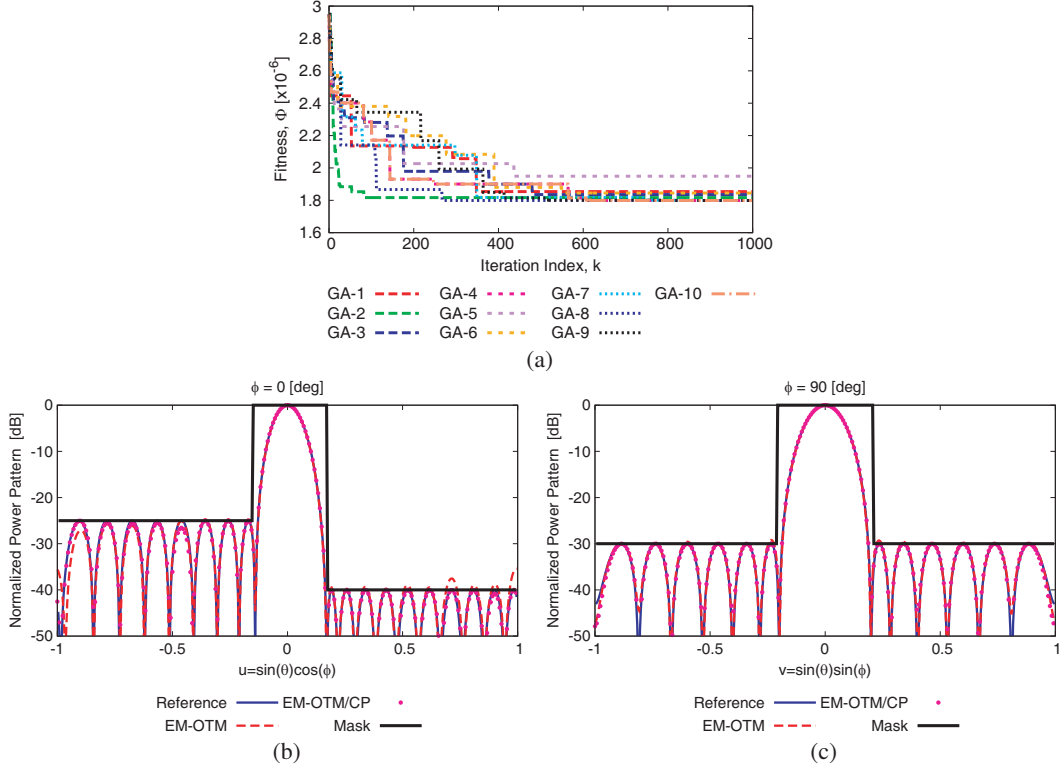 3
2.8
2.6
2.4
2.2
2
1.8
1.6
Fitness, Φ [x10⁻⁶]
0 200 400 600 800 1000
Iteration Index, k
GA-1 GA-4 GA-7 GA-10
GA-2 GA-5 GA-8
GA-3 GA-6 GA-9
(a)
ϕ = 0 [deg]
0
-10
-20
-30
-40
-50
Normalized Power Pattern [dB]
-1 -0.5 0 0.5 1
u=sin(θ)cos(ϕ)
Reference EM-OTM/CP
EM-OTM Mask
(b)
ϕ = 90 [deg]
0
-10
-20
-30
-40
-50
Normalized Power Pattern [dB]
-1 -0.5 0 0.5 1
v=sin(θ)sin(ϕ)
Reference EM-OTM/CP
EM-OTM Mask
(c)